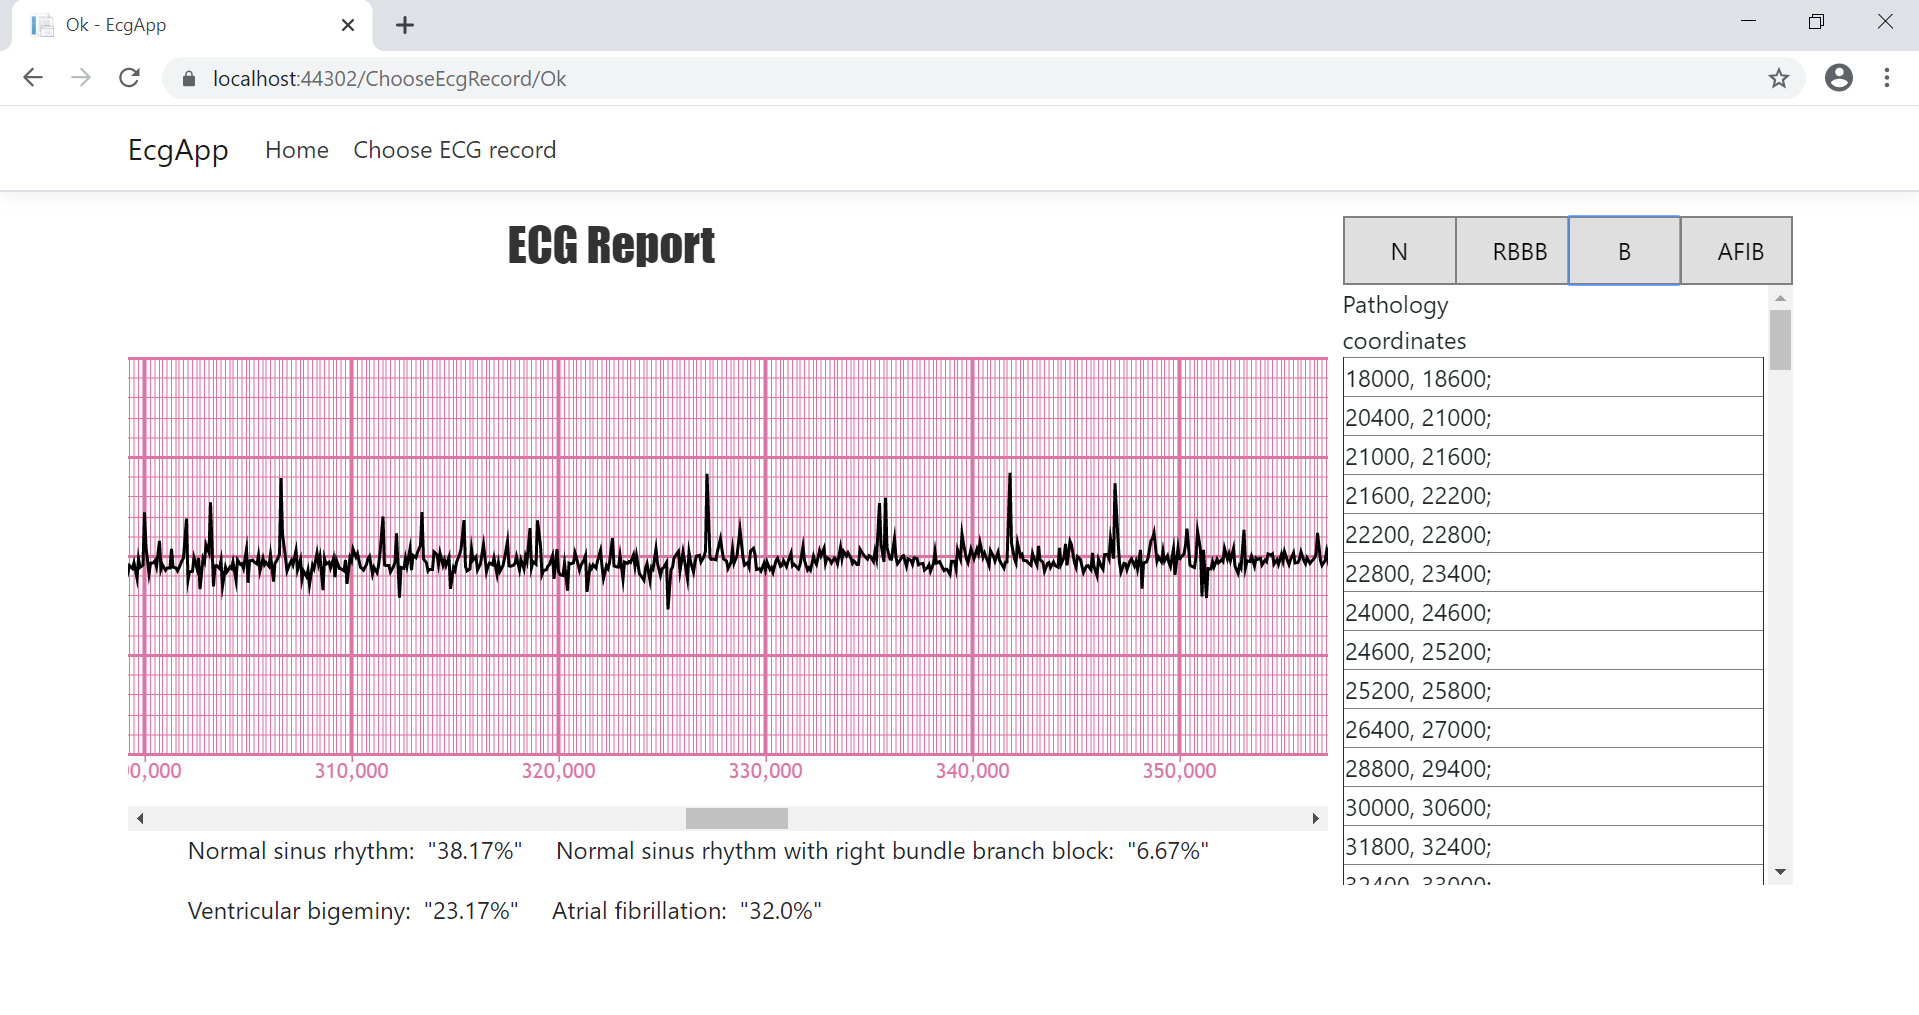 Ok - EcgApp
localhost:44302/ChooseEcgRecord/Ok
EcgApp Home Choose ECG record
ECG Report
N RBBB B AFIB
Pathology
coordinates
18000, 18600;
20400, 21000;
21000, 21600;
21600, 22200;
22200, 22800;
22800, 23400;
24000, 24600;
24600, 25200;
25200, 25800;
26400, 27000;
28800, 29400;
30000, 30600;
31800, 32400;
32400, 33000;
00,000 310,000 320,000 330,000 340,000 350,000
Normal sinus rhythm: "38.17%" Normal sinus rhythm with right bundle branch block: "6.67%"
Ventricular bigeminy: "23.17%" Atrial fibrillation: "32.0%"